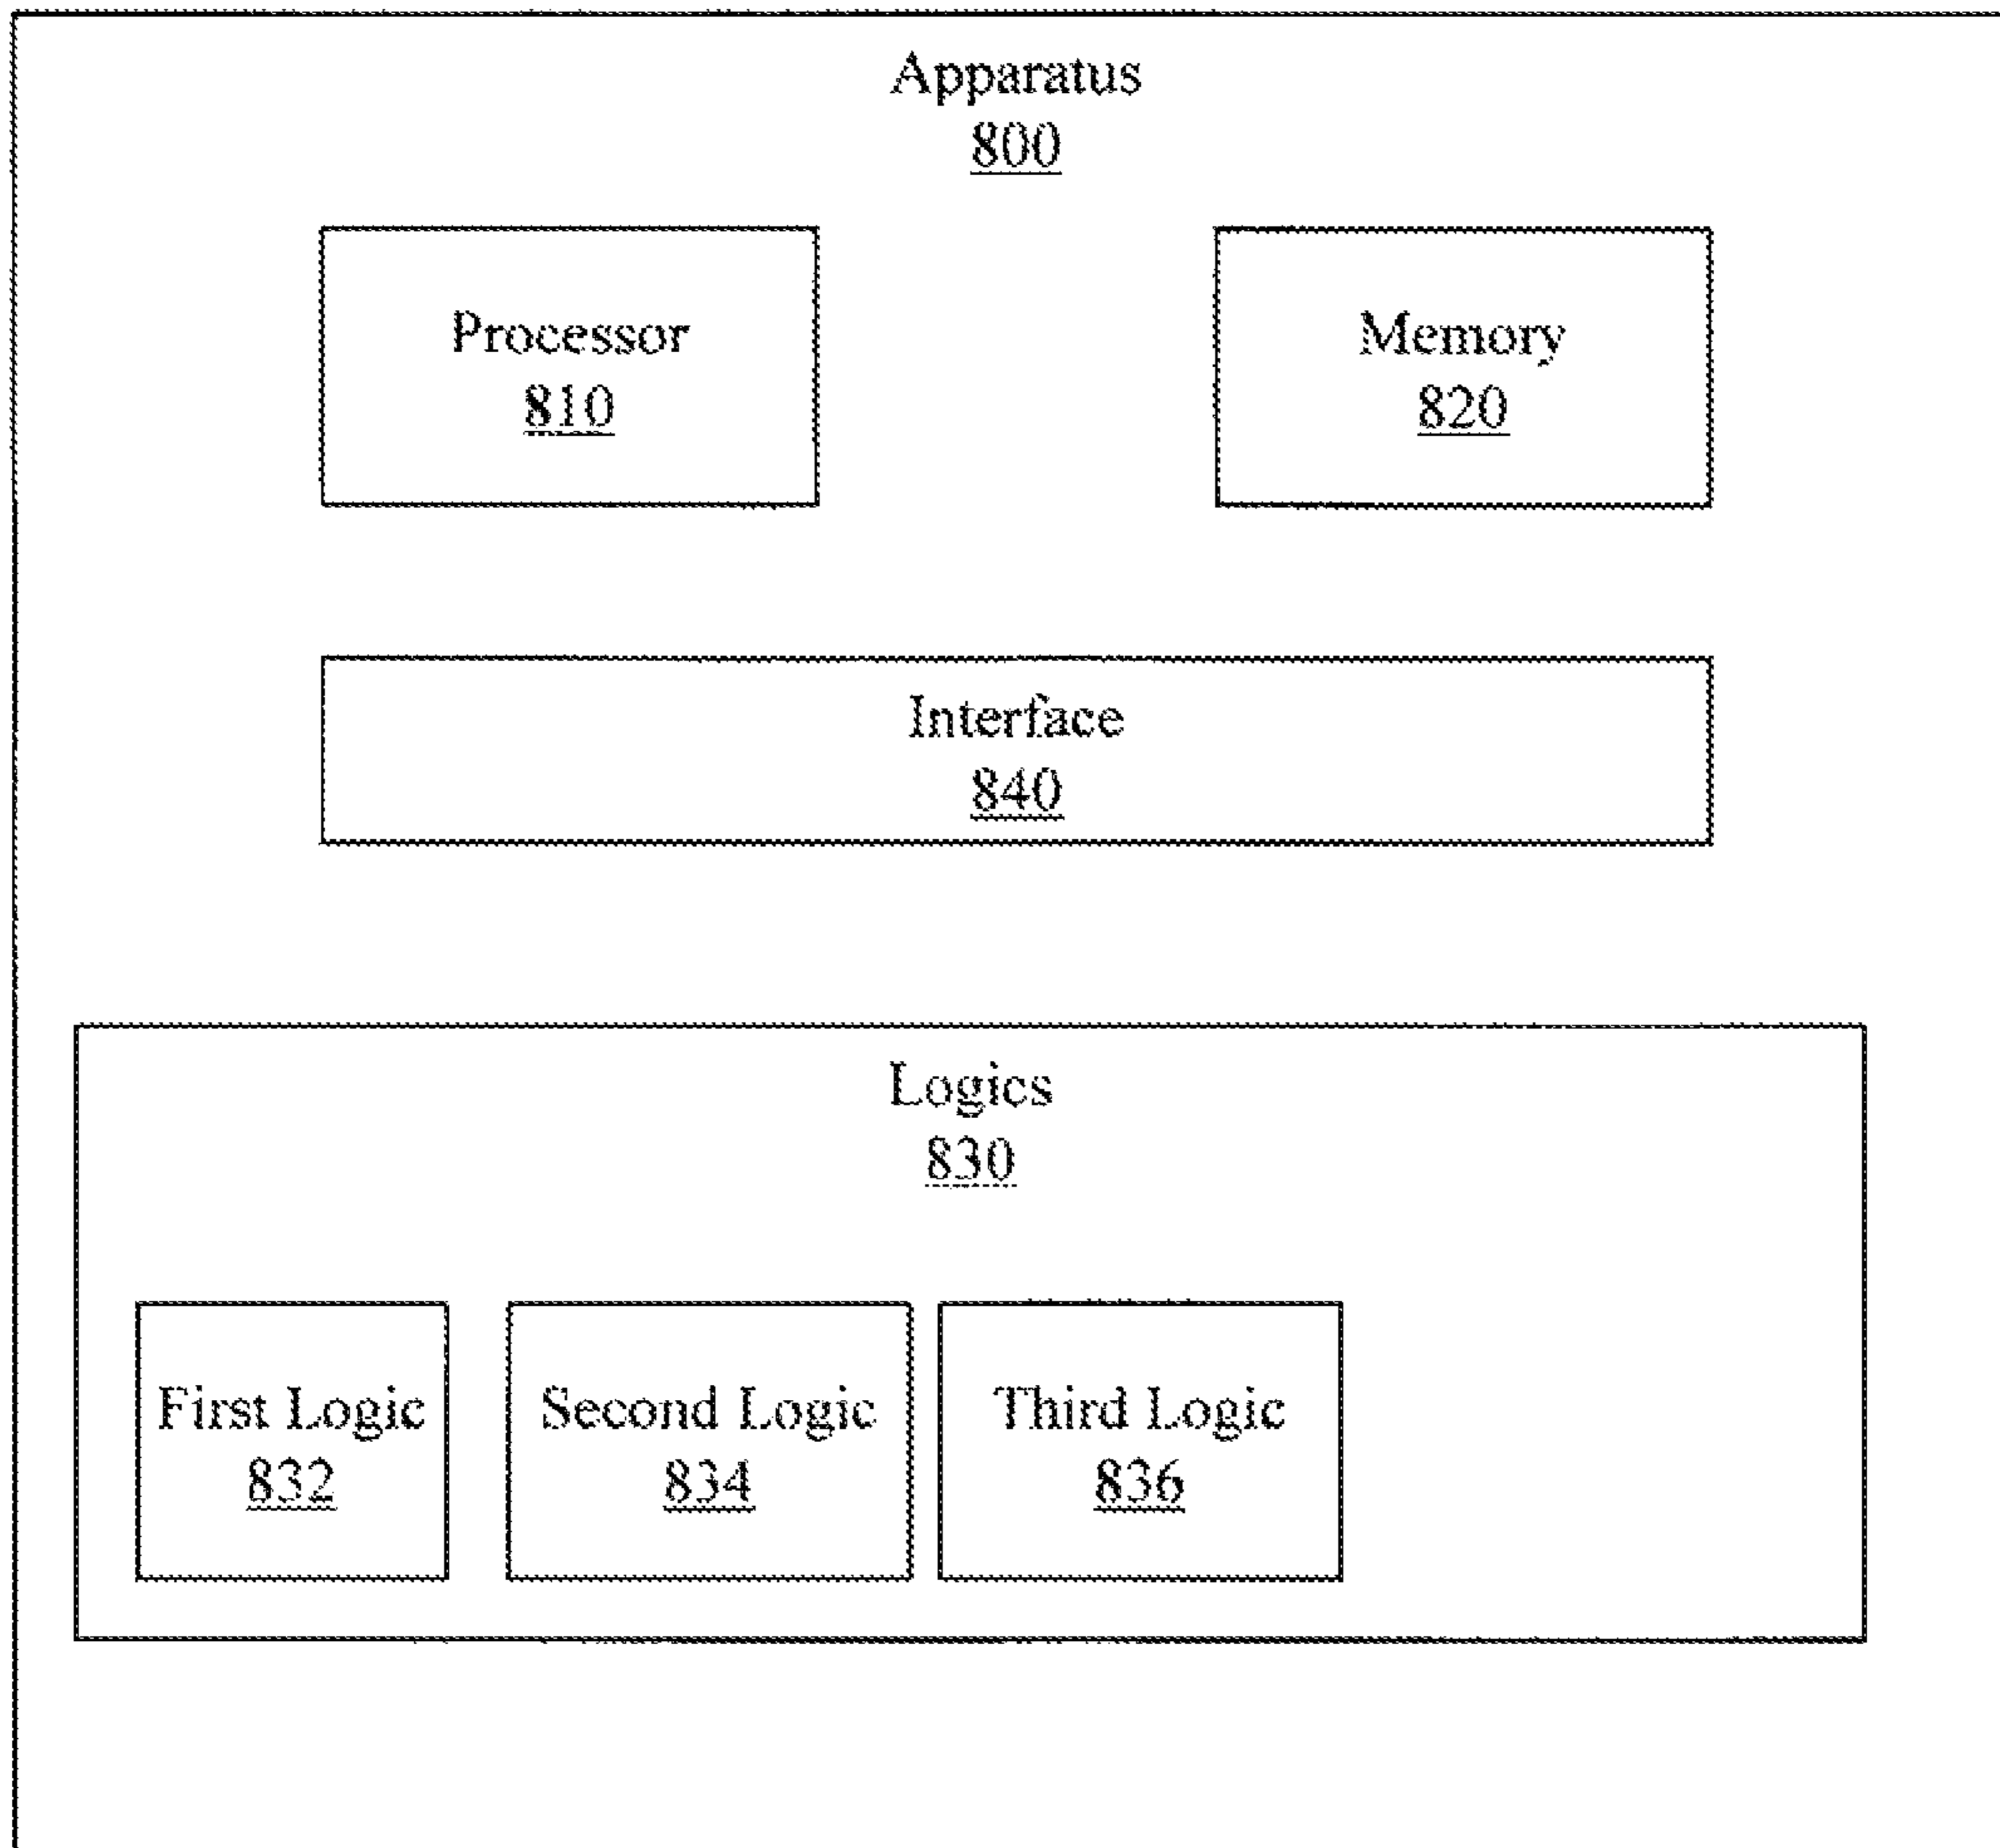 Apparatus
800
Processor
810
Memory
820
Interface
840
Logics
830
First Logic
832
Second Logic
834
Third Logic
836